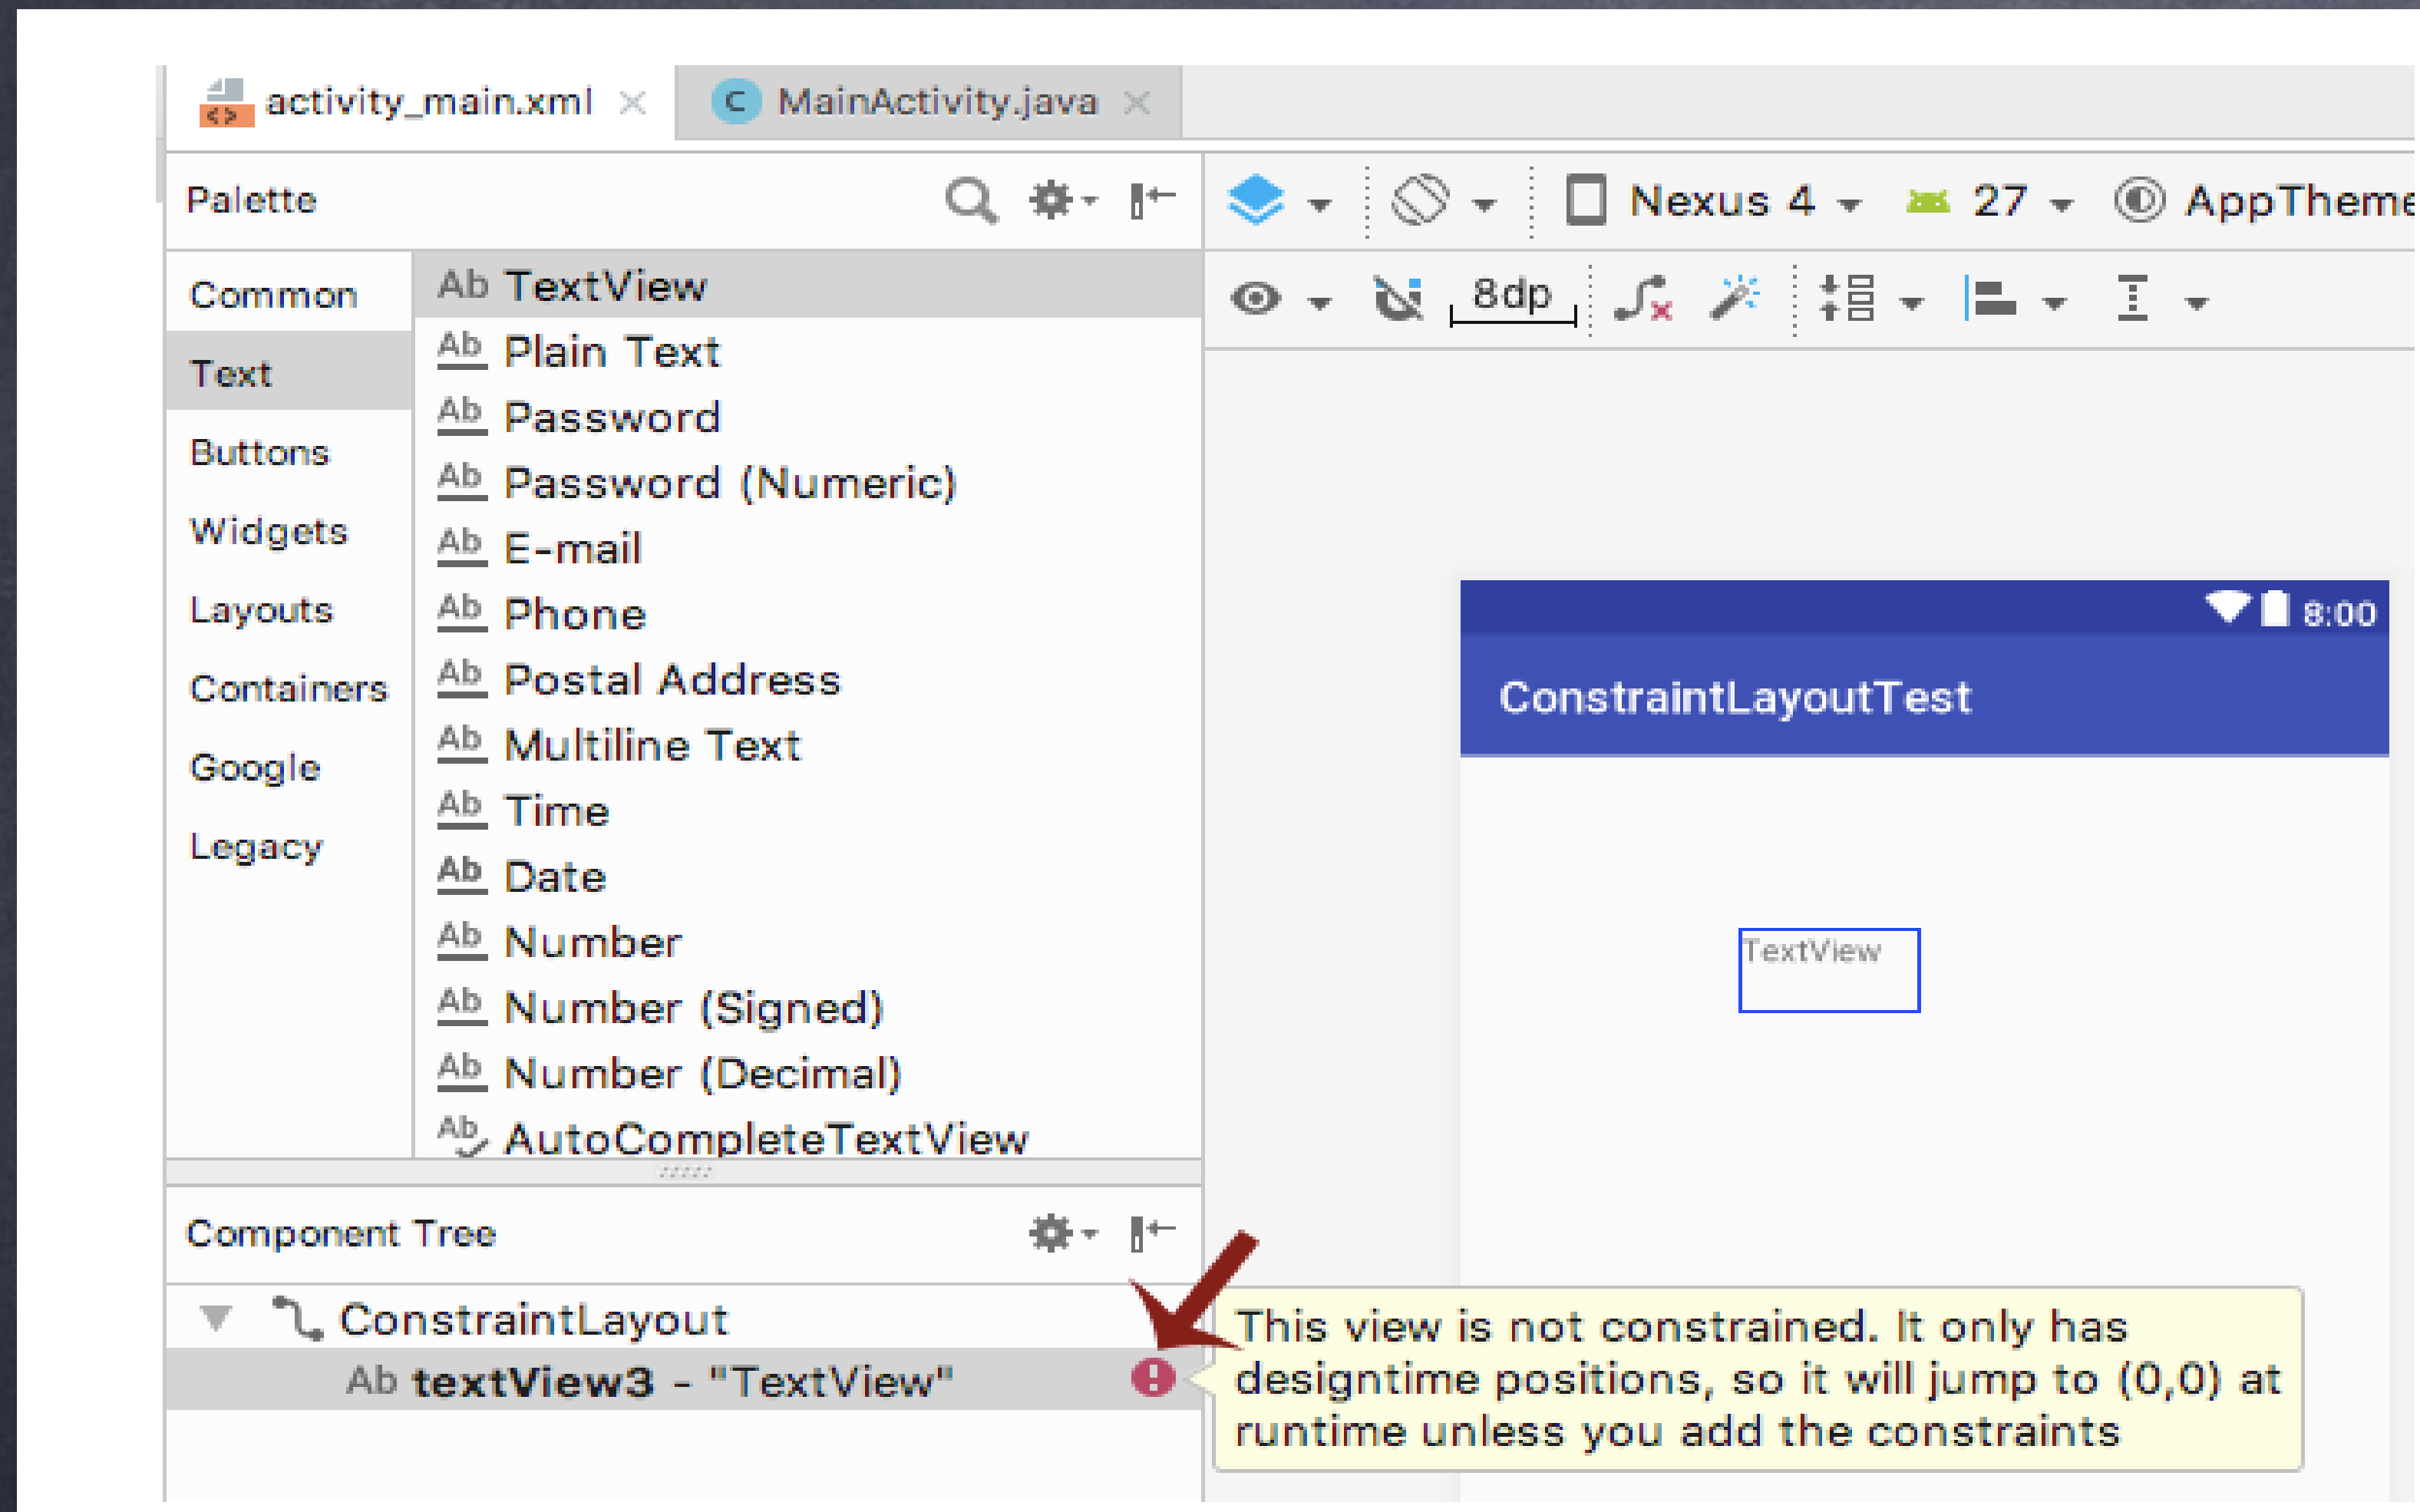 activity_main.xml
MainActivity.java
Palette
Nexus 4
27
AppTheme
8dp
Common
Text
Buttons
Widgets
Layouts
Containers
Google
Legacy
Ab TextView
Ab Plain Text
Ab Password
Ab Password (Numeric)
Ab E-mail
Ab Phone
Ab Postal Address
Ab Multiline Text
Ab Time
Ab Date
Ab Number
Ab Number (Signed)
Ab Number (Decimal)
Ab AutoCompleteTextView
8:00
ConstraintLayoutTest
TextView
Component Tree
ConstraintLayout
Ab textView3 - "TextView"
This view is not constrained. It only has
designtime positions, so it will jump to (0,0) at
runtime unless you add the constraints